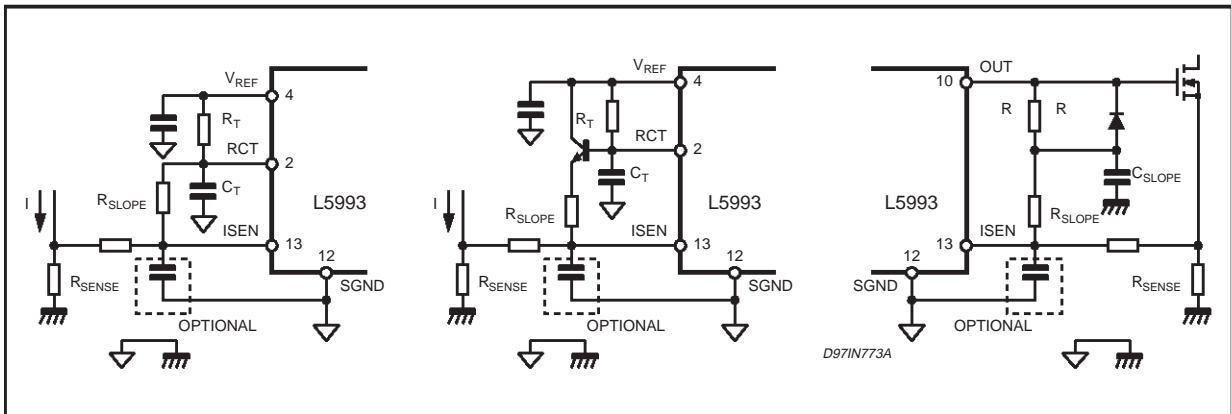 VREF
4
RT
RCT
2
CT
I
RSLOPE
L5993
ISEN
13
12
RSENSE
SGND
OPTIONAL
VREF
4
RT
RCT
2
CT
I
RSLOPE
L5993
ISEN
13
12
RSENSE
SGND
OPTIONAL
OUT
10
R
R
CSLOPE
L5993
RSLOPE
ISEN
13
12
SGND
RSENSE
OPTIONAL
D97IN773A